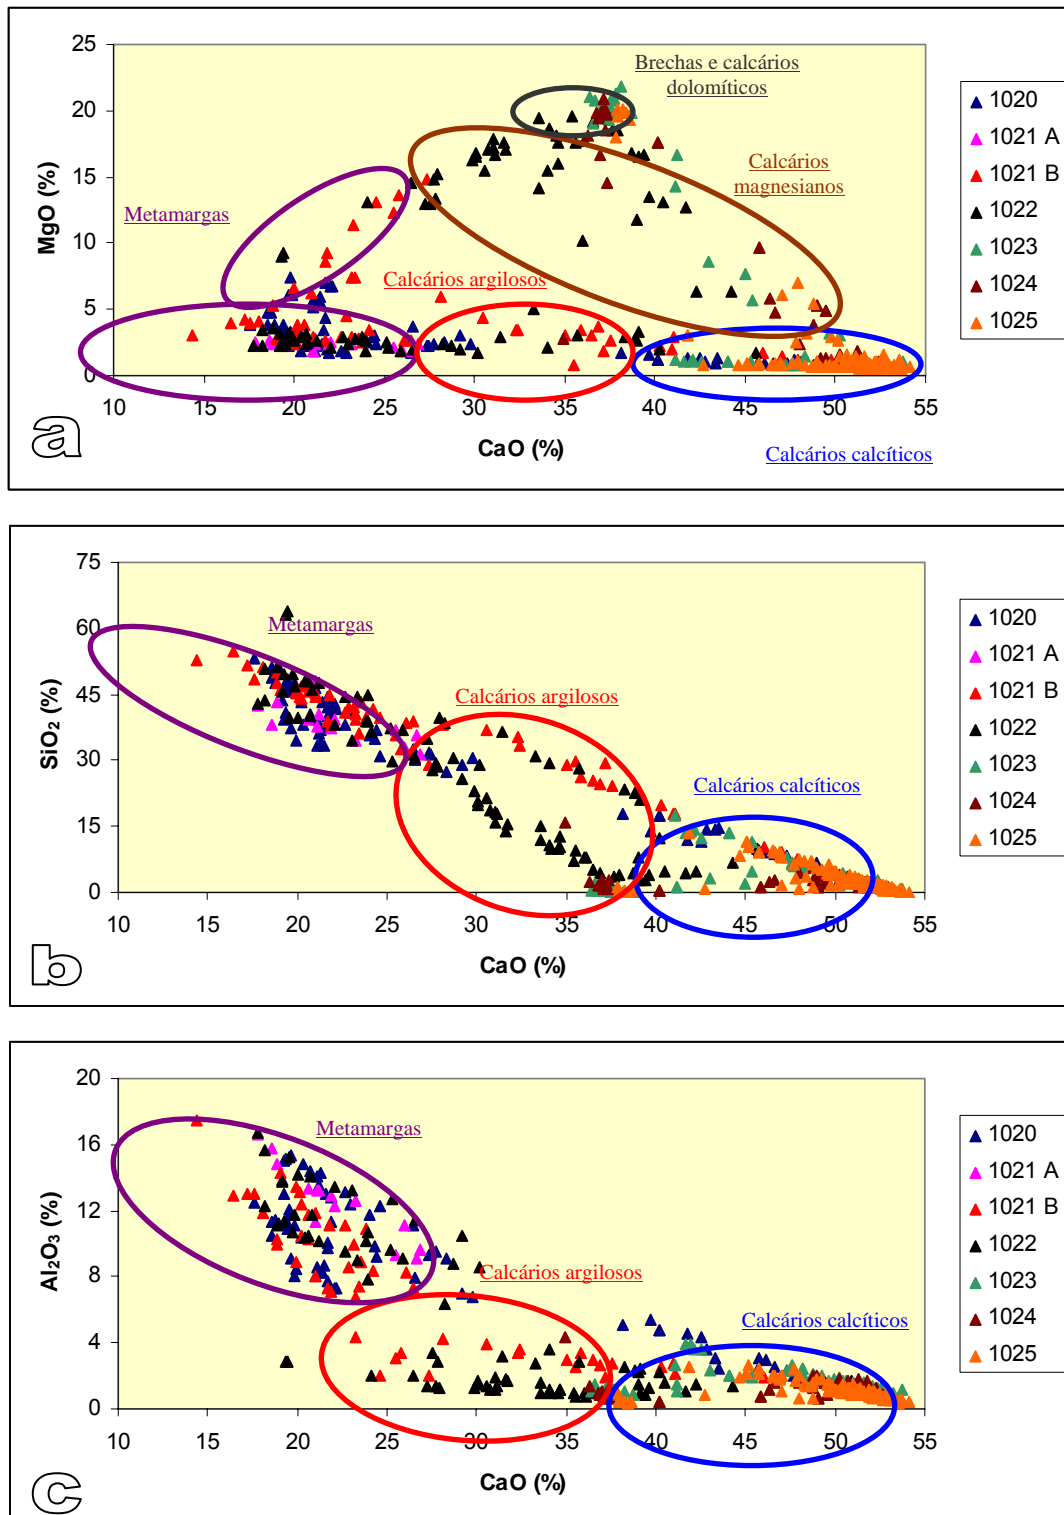 25
20
15
10
5
0
MgO (%)
10 15 20 25 30 35 40 45 50 55
CaO (%)
Brechas e calcários
dolomíticos
Calcários
magnesianos
Metamargas
Calcários argilosos
Calcários calcíticos
1020
1021 A
1021 B
1022
1023
1024
1025
a
75
60
45
30
15
0
SiO₂ (%)
10 15 20 25 30 35 40 45 50 55
CaO (%)
Metamargas
Calcários argilosos
Calcários calcíticos
1020
1021 A
1021 B
1022
1023
1024
1025
b
20
16
12
8
4
0
Al₂O₃ (%)
10 15 20 25 30 35 40 45 50 55
CaO (%)
Metamargas
Calcários argilosos
Calcários calcíticos
1020
1021 A
1021 B
1022
1023
1024
1025
c